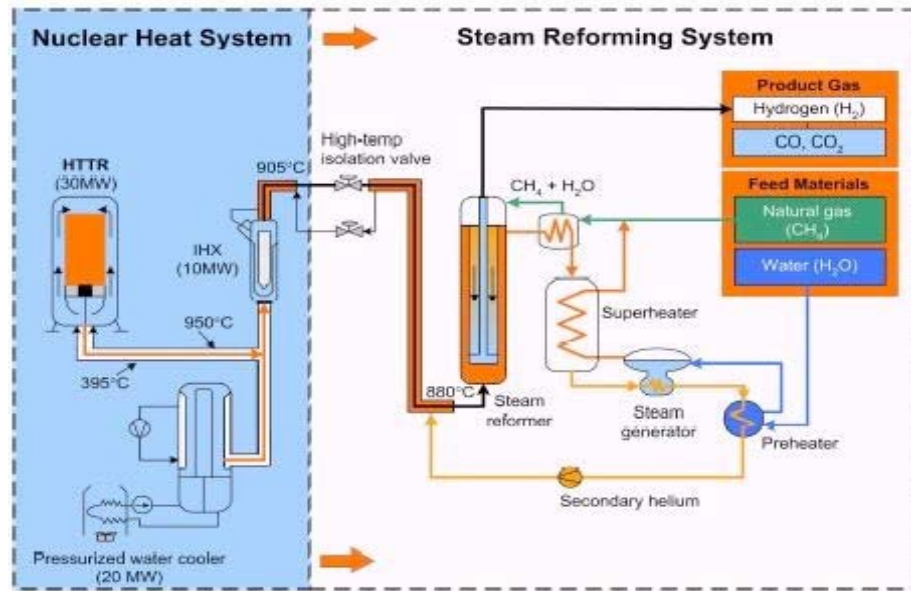 Nuclear Heat System
Steam Reforming System
Product Gas
Hydrogen (H₂)
CO, CO₂
Feed Materials
Natural gas
(CH₄)
Water (H₂O)
High-temp
isolation valve
905°C
HTTR
(30MW)
IHX
(10MW)
CH₄ + H₂O
Superheater
950°C
395°C
880°C
Steam
reformer
Steam
generator
Preheater
Secondary helium
Pressurized water cooler
(20 MW)